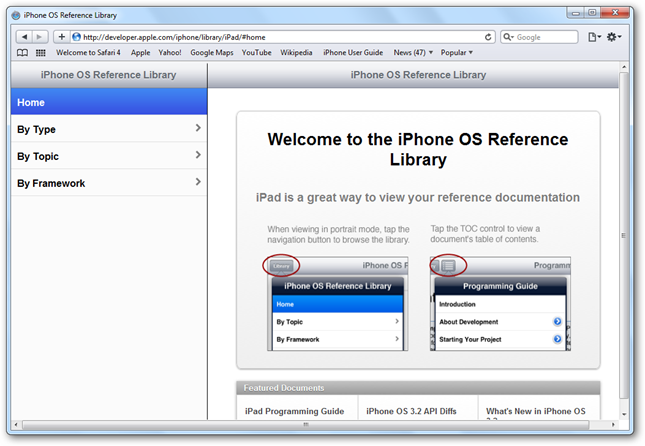 iPhone OS Reference Library
http://developer.apple.com/iphone/library/iPad/#home
Google
Welcome to Safari 4 Apple Yahoo! Google Maps YouTube Wikipedia iPhone User Guide News (47) Popular
iPhone OS Reference Library
Home
By Type
By Topic
By Framework
iPhone OS Reference Library
Welcome to the iPhone OS Reference
Library
iPad is a great way to view your reference documentation
When viewing in portrait mode, tap the
navigation button to browse the library.
Library
iPhone OS R
iPhone OS Reference Library
Home
By Topic
By Framework
Tap the TOC control to view a
document's table of contents.
Programm
Programming Guide
Introduction
About Development
Starting Your Project
Featured Documents
iPad Programming Guide
iPhone OS 3.2 API Diffs
What's New in iPhone OS